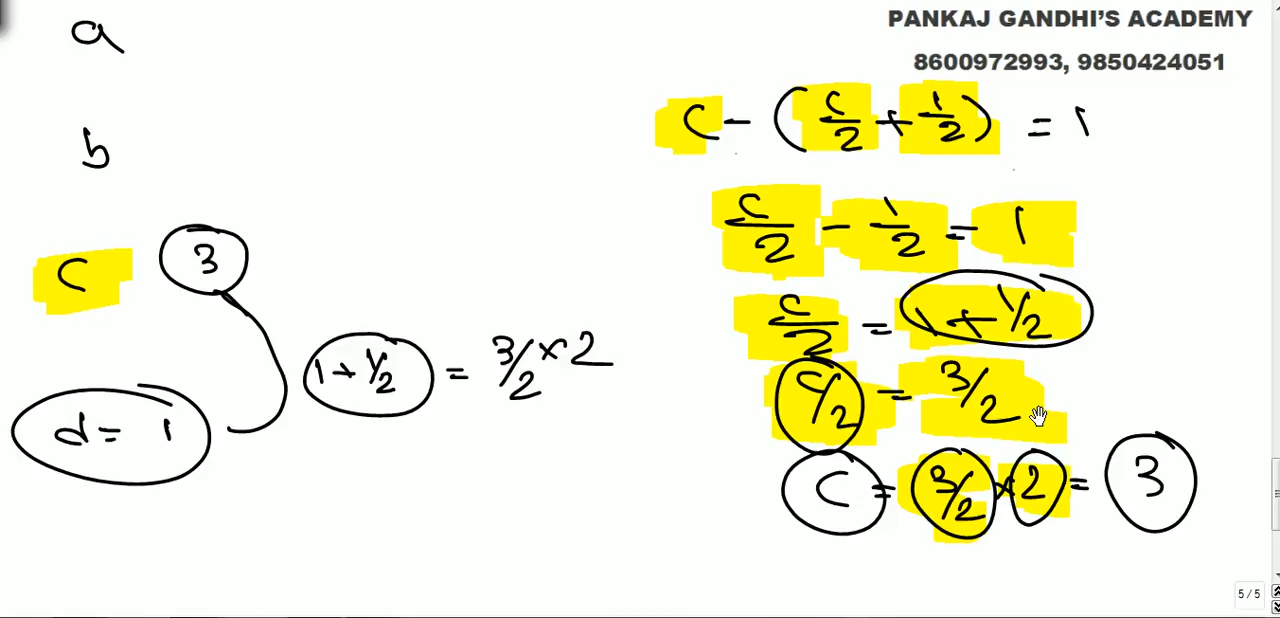 PANKAJ GANDHI'S ACADEMY
8600972993, 9850424051
a
b
c 3
d = 1
1 + 1/2 = 3/2 × 2
c - (c/2 + 1/2) = 1
c/2 - 1/2 = 1
c/2 = 1 + 1/2
c/2 = 3/2
c = 3/2 × 2 = 3
5 / 5